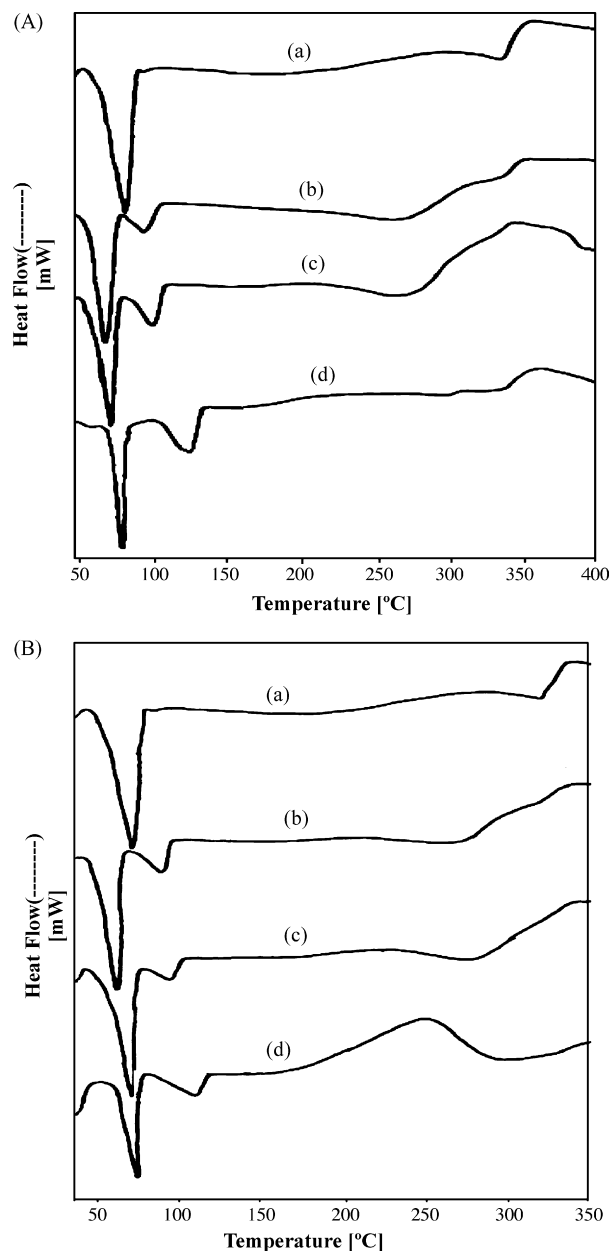 (A)
(a)
(b)
(c)
(d)
Heat Flow(--------)
[mW]
50 100 150 200 250 300 350 400
Temperature [ºC]
(B)
(a)
(b)
(c)
(d)
Heat Flow(--------)
[mW]
50 100 150 200 250 300 350
Temperature [ºC]